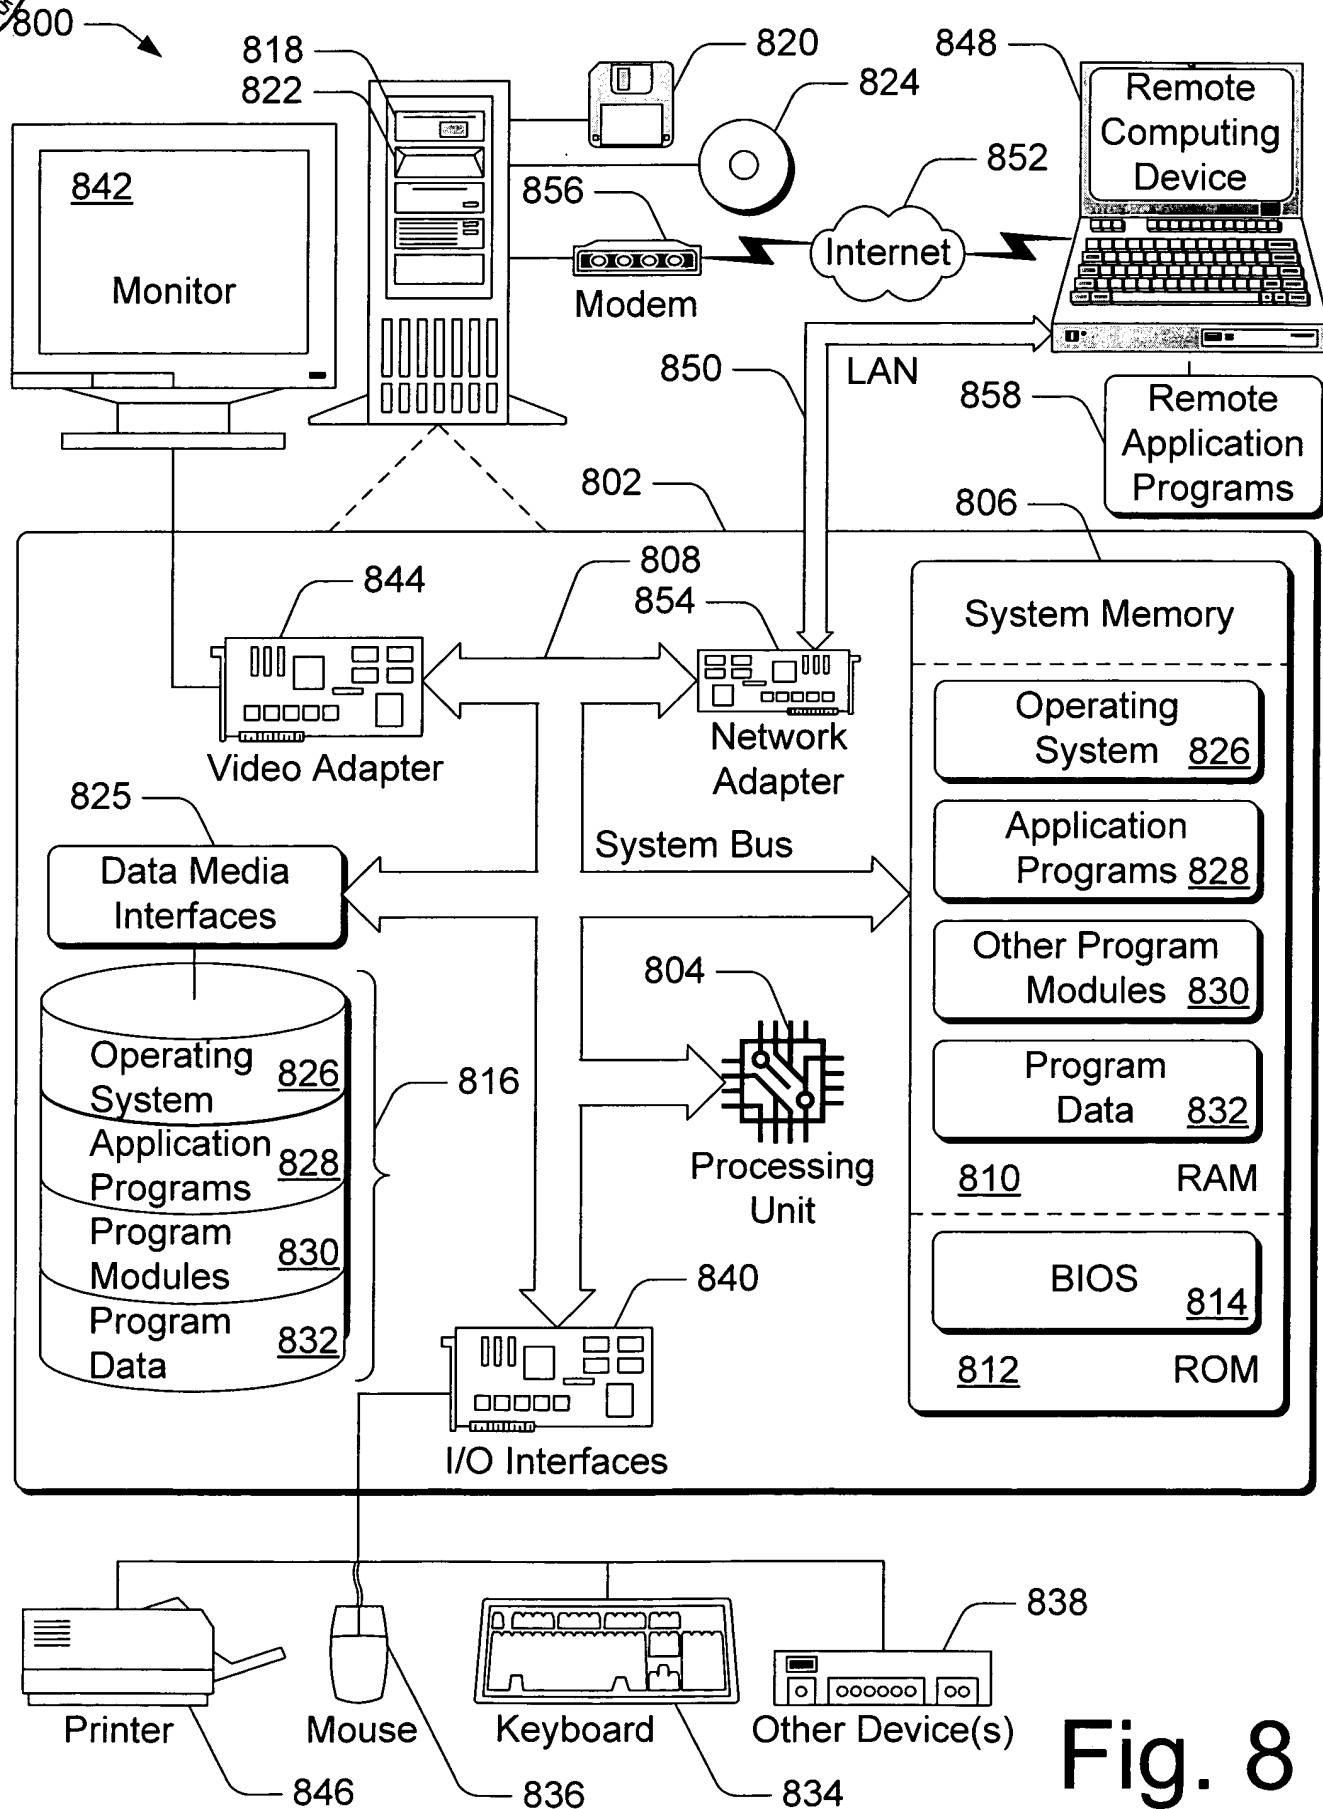 800
818
822
820
824
848
Remote
Computing
Device
842
Monitor
856
Modem
852
Internet
850
LAN
858
Remote
Application
Programs
802
806
808
844
854
Video Adapter
Network
Adapter
System Memory
Operating
System 826
Application
Programs 828
Other Program
Modules 830
Program
Data 832
810 RAM
BIOS 814
812 ROM
825
Data Media
Interfaces
System Bus
804
Processing
Unit
Operating
System 826
Application
Programs 828
Program
Modules 830
Program
Data 832
816
840
I/O Interfaces
838
Printer
Mouse
Keyboard
Other Device(s)
846
836
834
Fig. 8